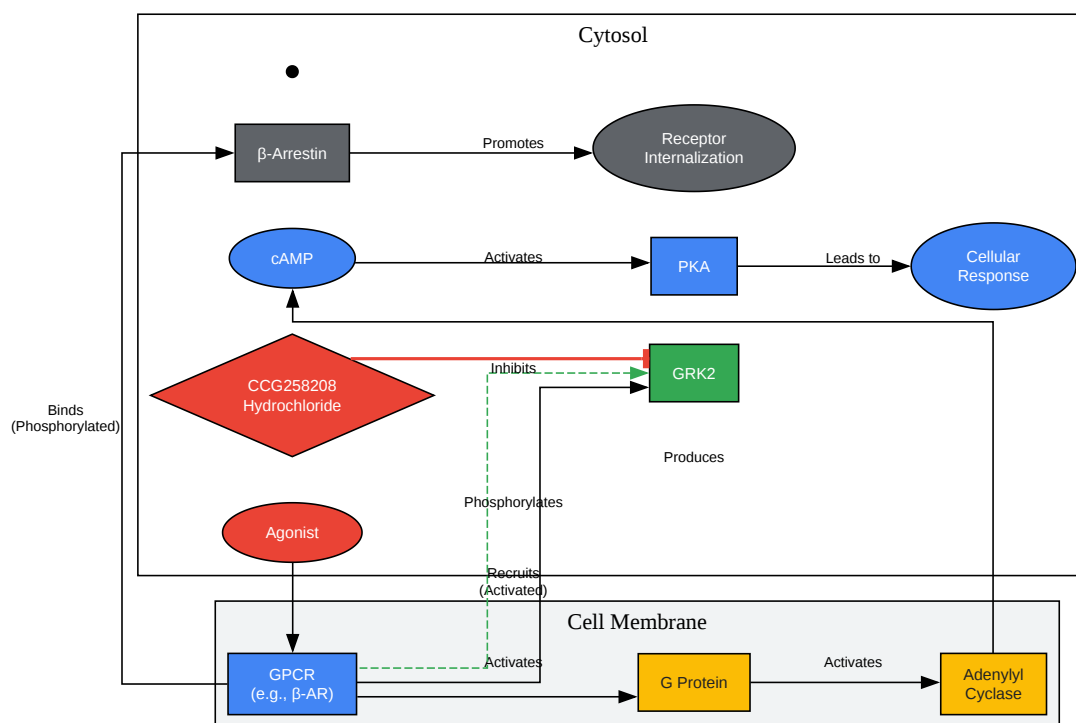 Cytosol
β-Arrestin
Promotes
Receptor
Internalization
cAMP
Activates
PKA
Leads to
Cellular
Response
CCG258208
Hydrochloride
Inhibits
GRK2
Binds
(Phosphorylated)
Produces
Phosphorylates
Agonist
Recruits
(Activated)
Cell Membrane
GPCR
(e.g., β-AR)
Activates
G Protein
Activates
Adenylyl
Cyclase